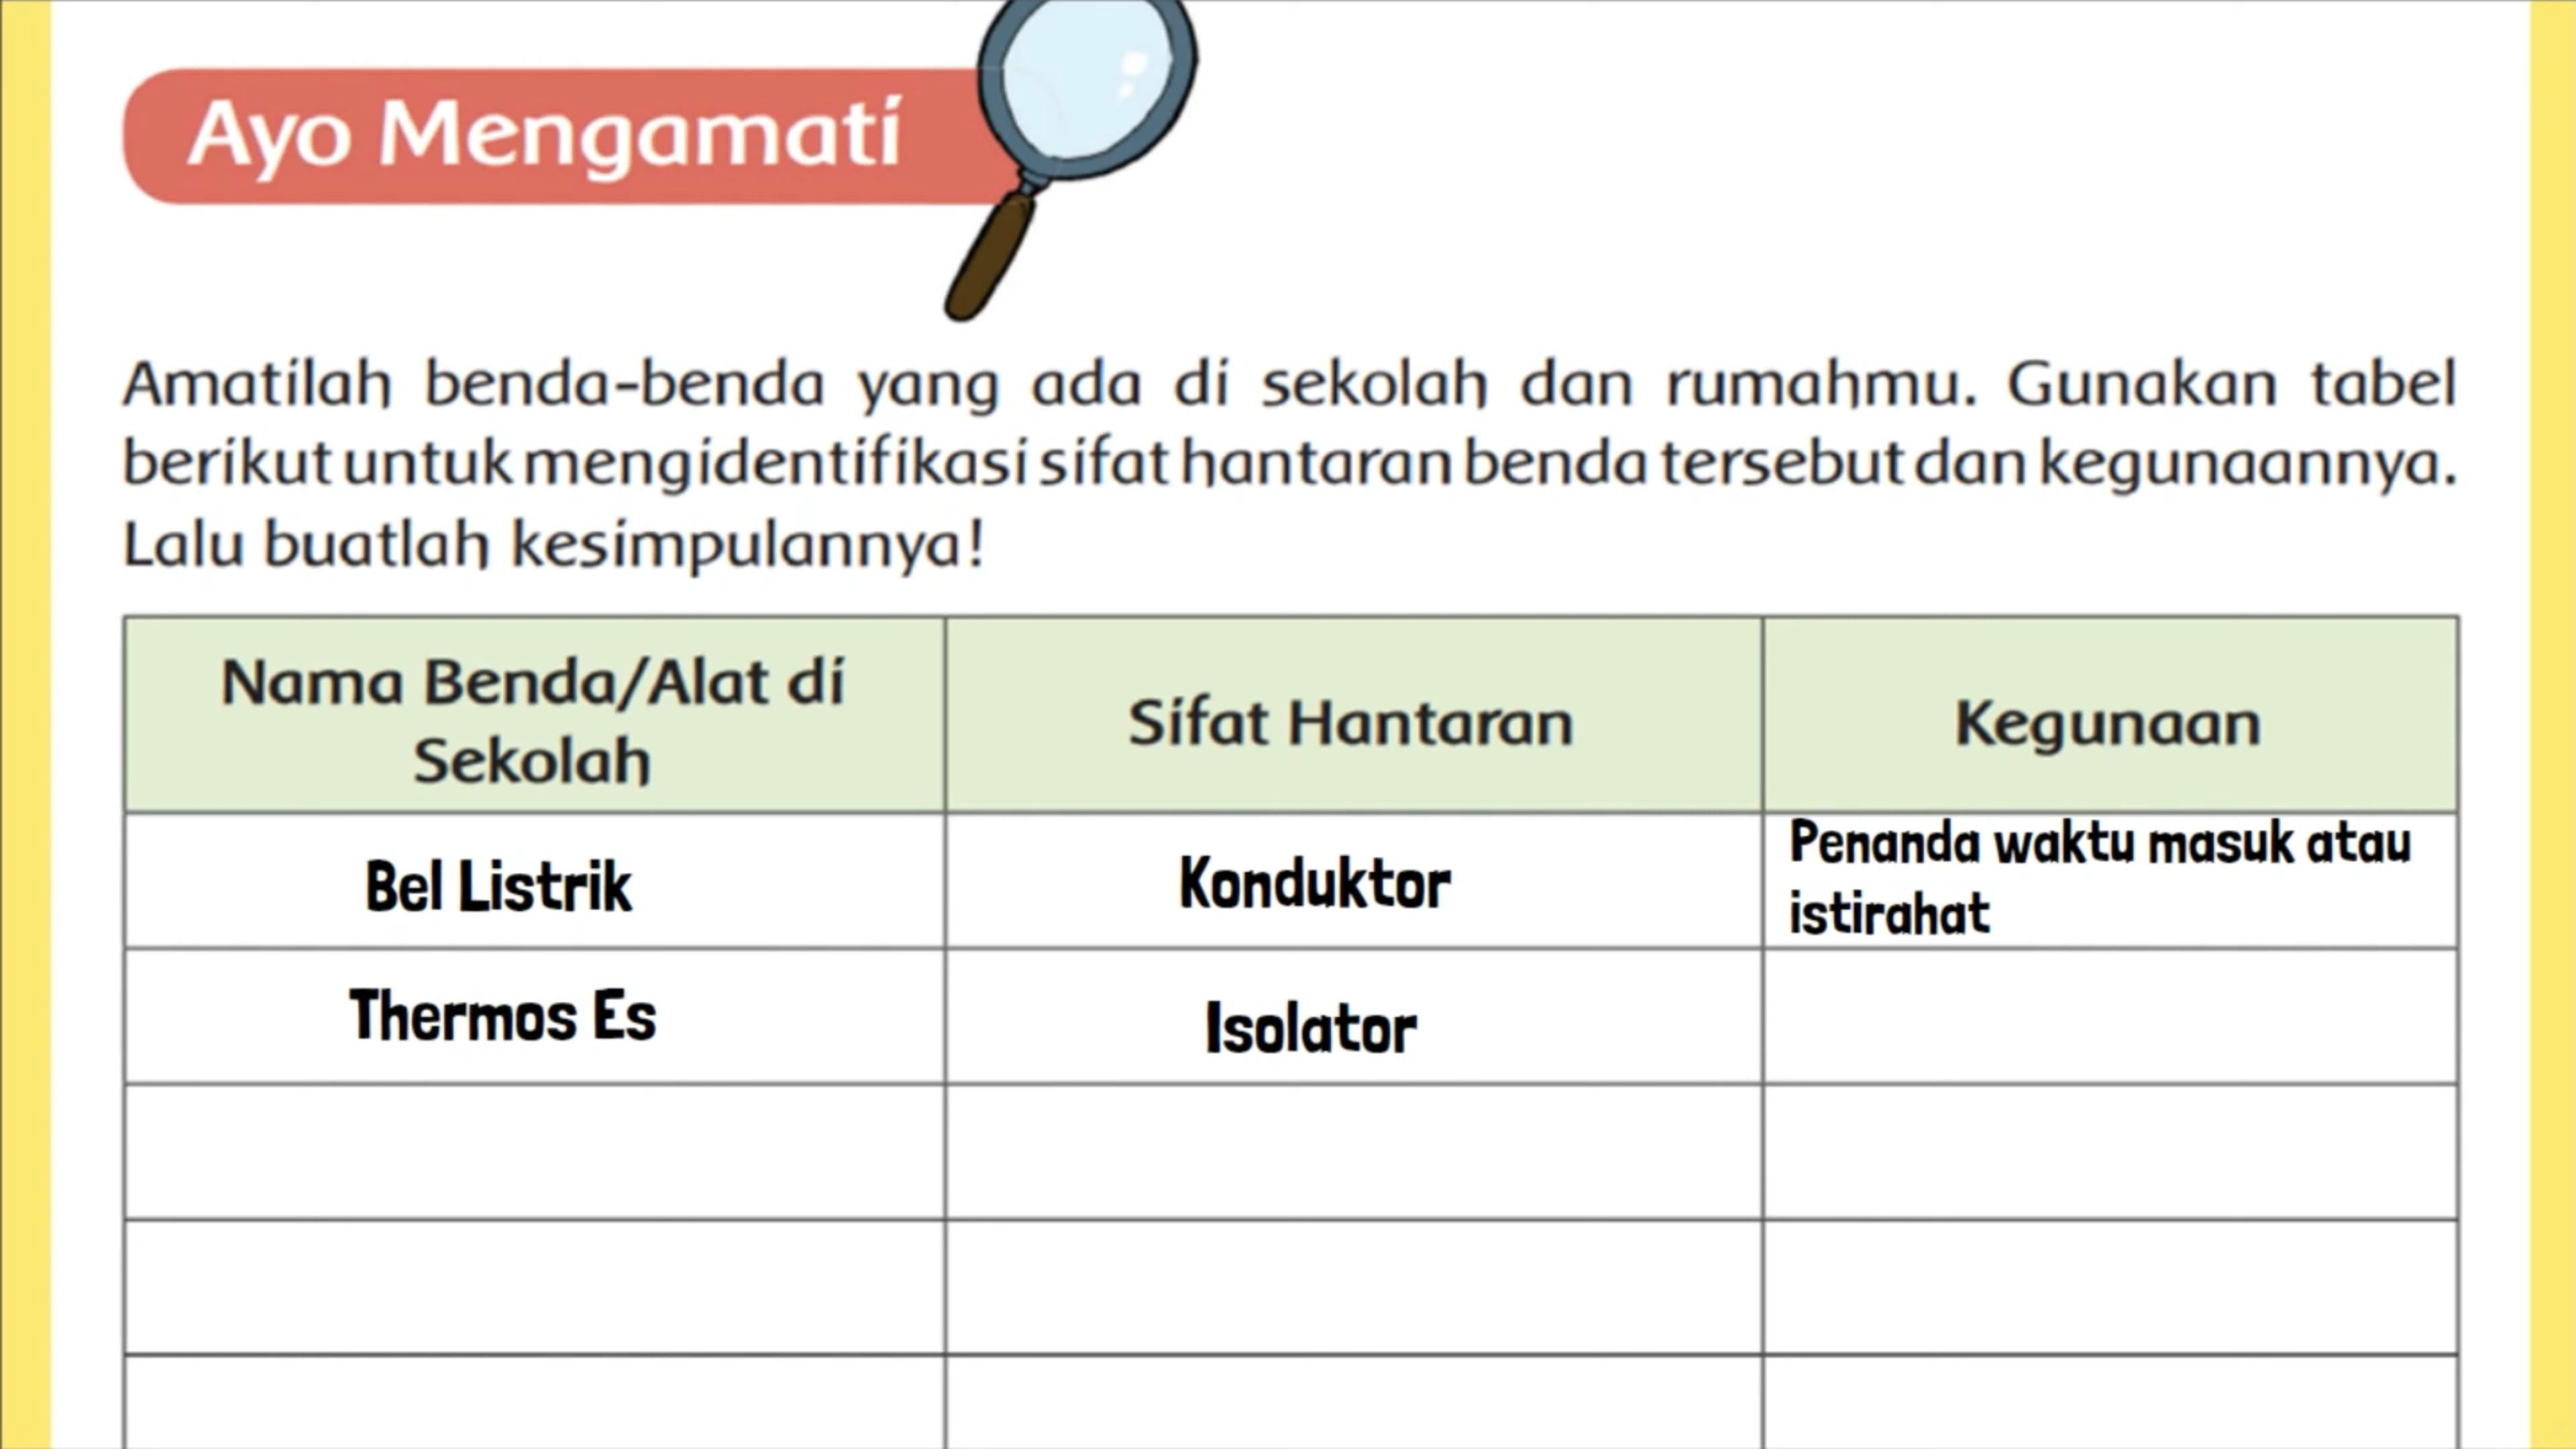 Ayo Mengamati
Amatilah benda-benda yang ada di sekolah dan rumahmu. Gunakan tabel
berikut untuk mengidentifikasi sifat hantaran benda tersebut dan kegunaannya.
Lalu buatlah kesimpulannya!
Nama Benda/Alat di
Sekolah
Sifat Hantaran
Kegunaan
Bel Listrik
Konduktor
Penanda waktu masuk atau
istirahat
Thermos Es
Isolator